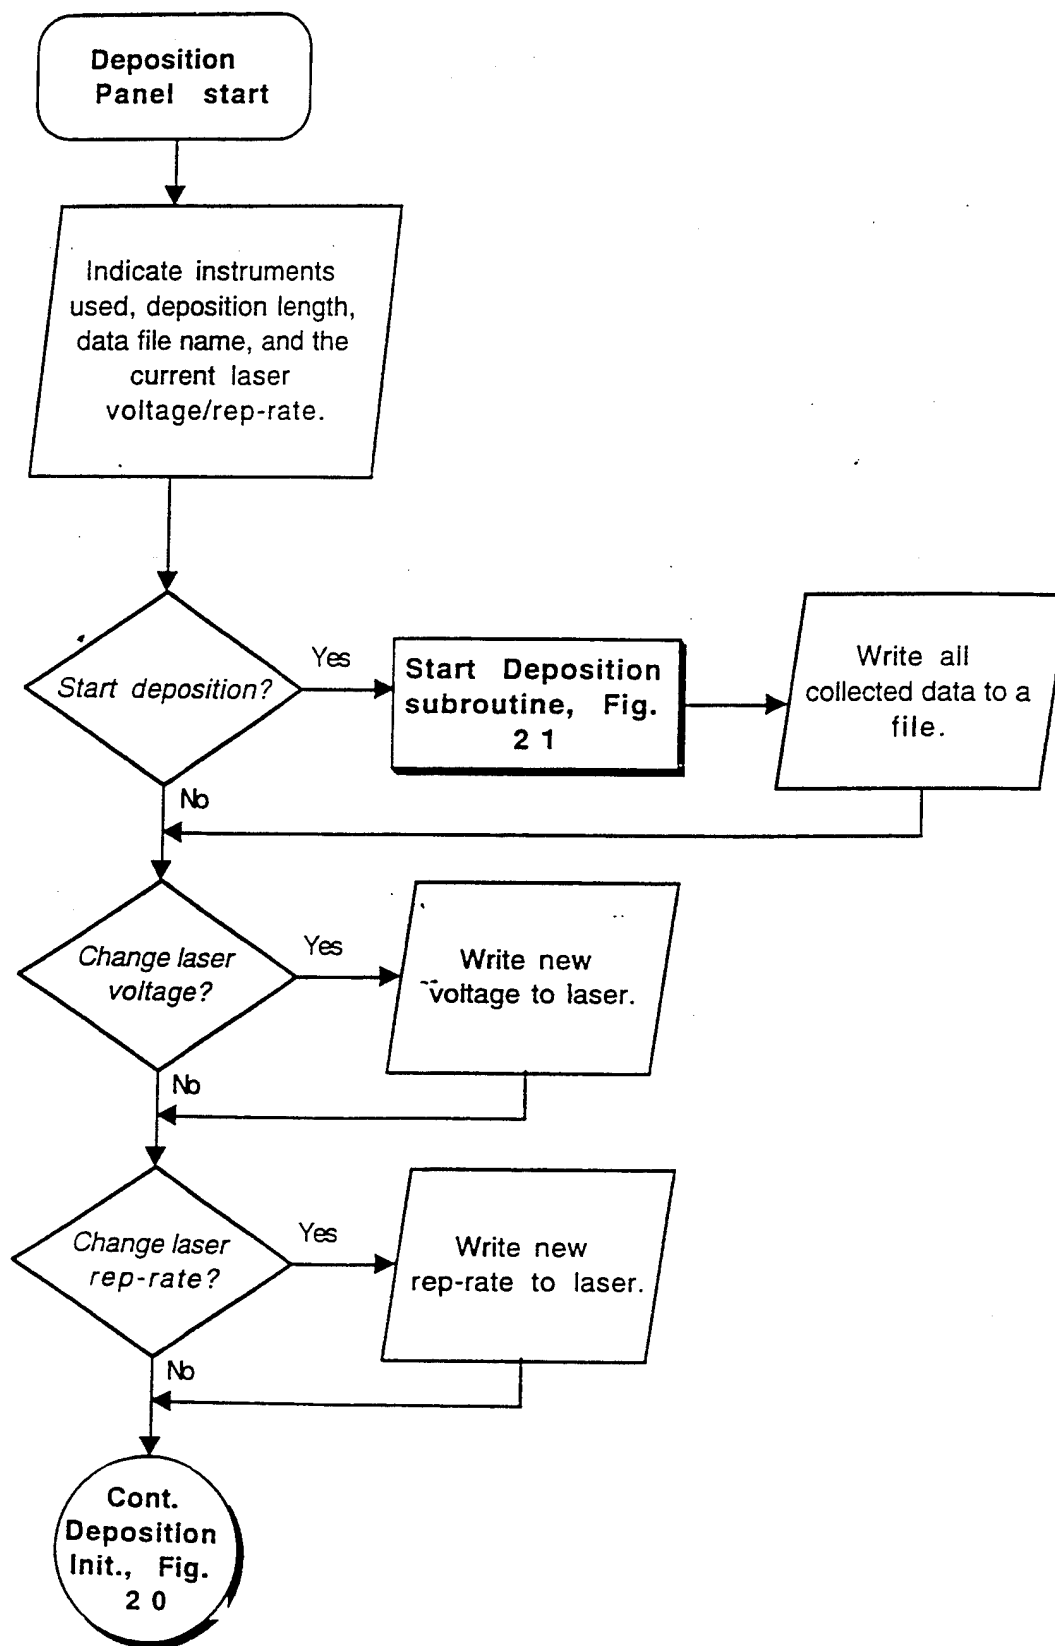 Deposition
Panel start
Indicate instruments
used, deposition length,
data file name, and the
current laser
voltage/rep-rate.
Start deposition?
Yes
Start Deposition
subroutine, Fig.
2 1
Write all
collected data to a
file.
No
Change laser
voltage?
Yes
Write new
voltage to laser.
No
Change laser
rep-rate?
Yes
Write new
rep-rate to laser.
No
Cont.
Deposition
Init., Fig.
2 0